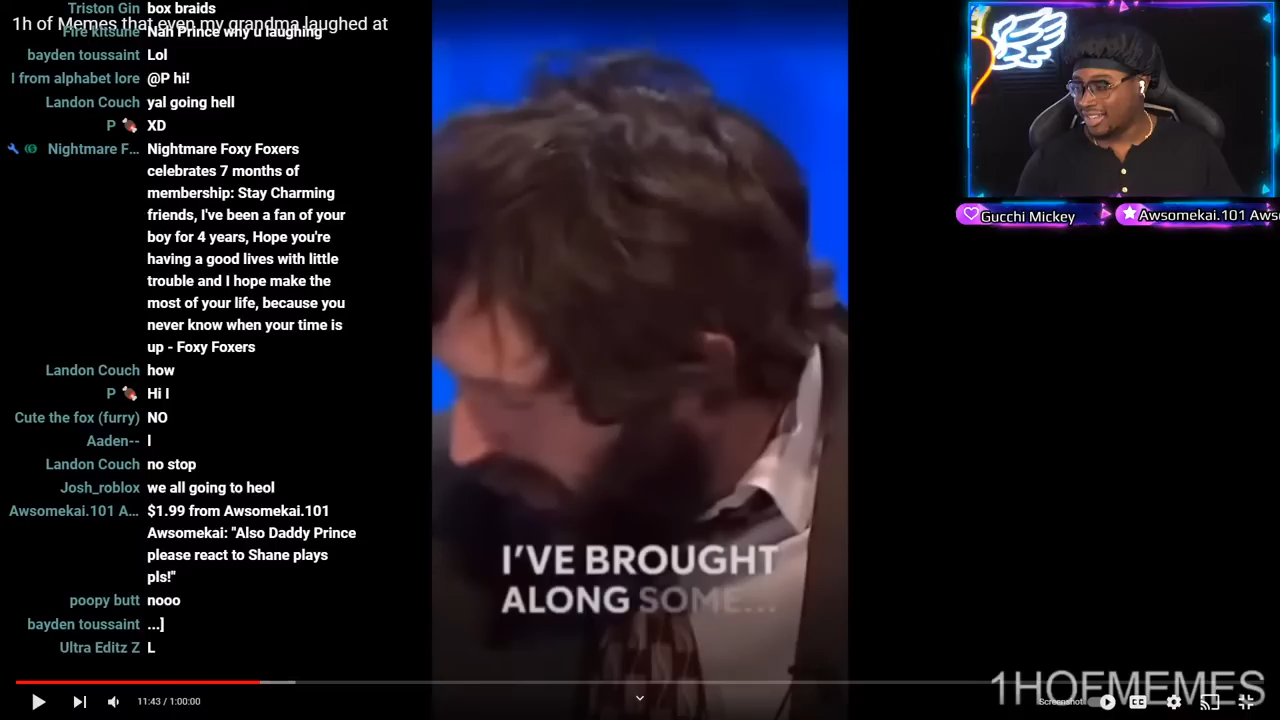 Triston Gin box braids
1h of Memes that even my grandma laughed at
Fire kitsune Nah Prince why u laughing
bayden toussaint Lol
I from alphabet lore @P hi!
Landon Couch yal going hell
P XD
Nightmare F... Nightmare Foxy Foxers
celebrates 7 months of
membership: Stay Charming
friends, I've been a fan of your
boy for 4 years, Hope you're
having a good lives with little
trouble and I hope make the
most of your life, because you
never know when your time is
up - Foxy Foxers
Landon Couch how
P Hi I
Cute the fox (furry) NO
Aaden-- I
Landon Couch no stop
Josh_roblox we all going to heol
Awsomekai.101 A... $1.99 from Awsomekai.101
Awsomekai: "Also Daddy Prince
please react to Shane plays
pls!"
poopy butt nooo
bayden toussaint ...]
Ultra Editz Z L
Gucchi Mickey Awsomekai.101 Awso
I'VE BROUGHT
ALONG SOME...
1HOFMEMES
11:43 / 1:00:00
Screenshot
CC